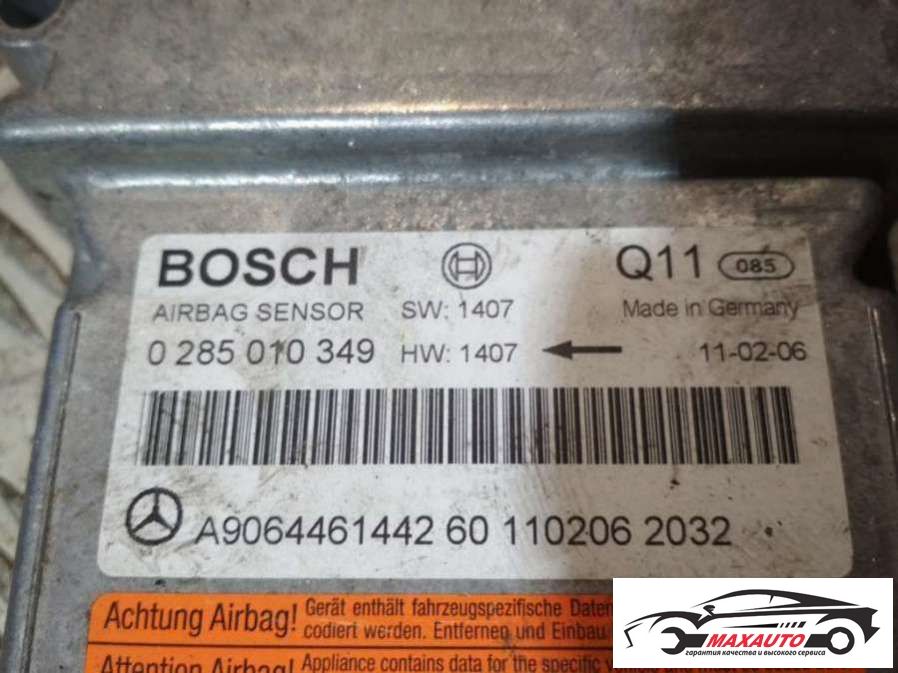 BOSCH Q11 085
AIRBAG SENSOR SW: 1407 Made in Germany
0 285 010 349 HW: 1407 11-02-06
A9064461442 60 110206 2032
Achtung Airbag! Gerät enthält fahrzeugspezifische Daten
codiert werden. Entfernen und Einbau
Attention Airbag! Appliance contains data for the specific
MAXAUTO
гарантия качества и высокого сервиса